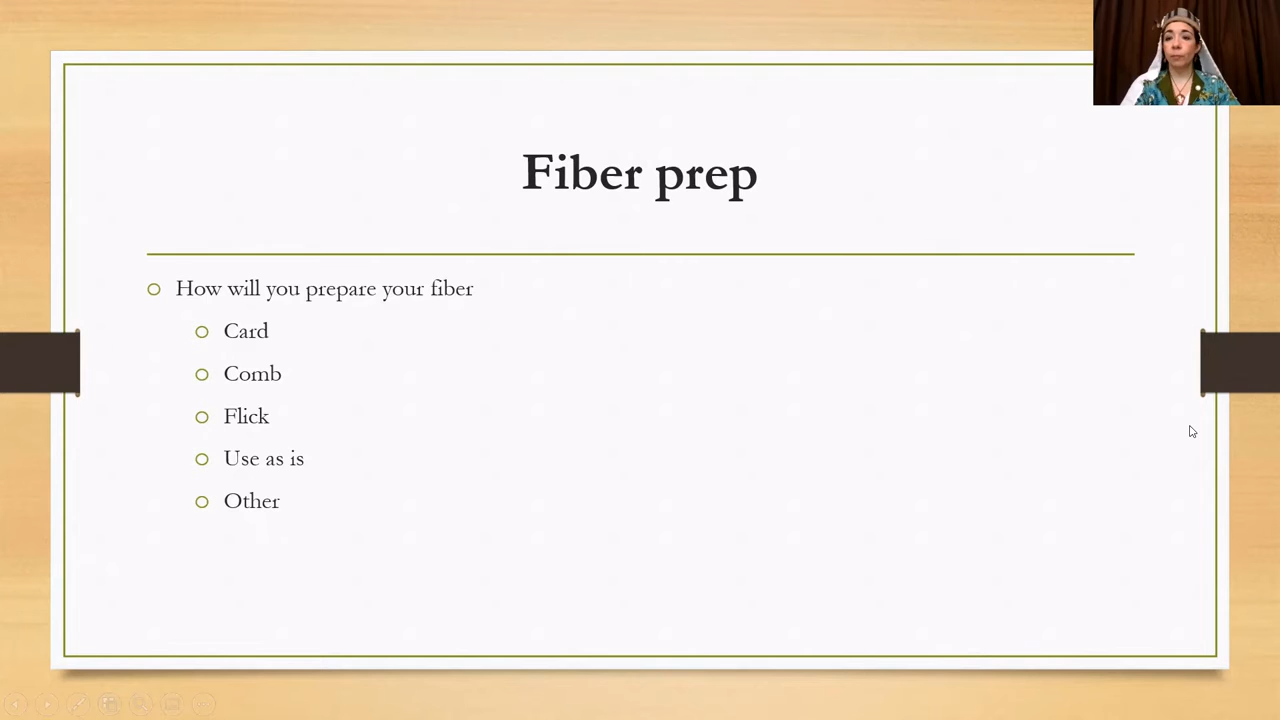 Fiber prep
How will you prepare your fiber
Card
Comb
Flick
Use as is
Other